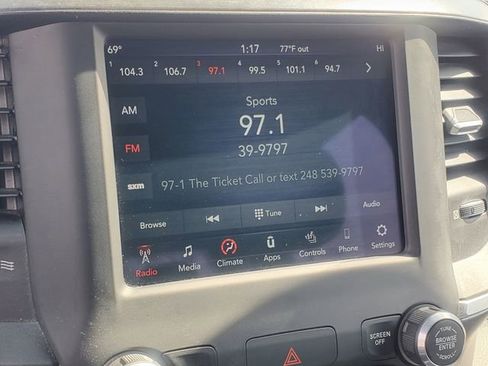 69° 1:17 77°F out HI
1 104.3 2 106.7 3 97.1 4 99.5 5 101.1 6 94.7
Sports
AM
97.1
FM
39-9797
sxm 97-1 The Ticket Call or text 248 539-9797
Browse Tune Audio
Radio Media Climate Apps Controls Phone Settings
SCREEN OFF
TUNE
BROWSE
ENTER
SCROLL